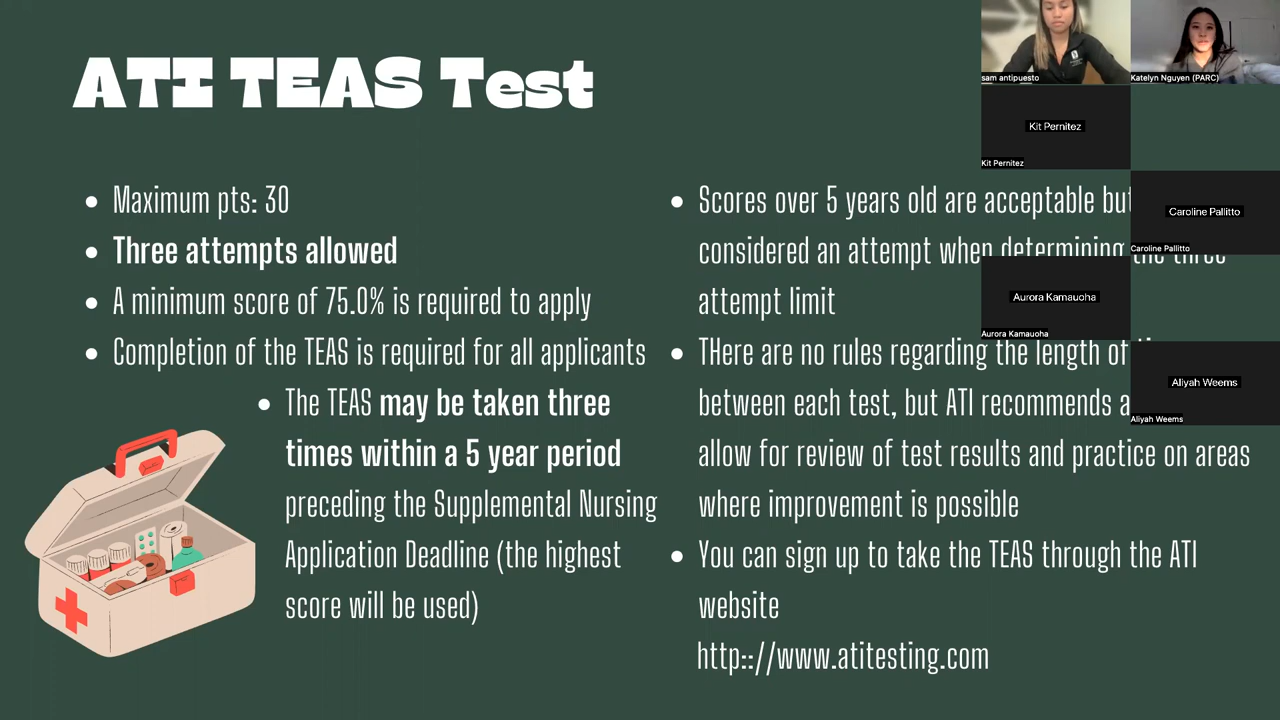 ATI TEAS Test
Maximum pts: 30
Three attempts allowed
A minimum score of 75.0% is required to apply
Completion of the TEAS is required for all applicants
The TEAS may be taken three
times within a 5 year period
preceding the Supplemental Nursing
Application Deadline (the highest
score will be used)
Scores over 5 years old are acceptable but
considered an attempt when determining the three
attempt limit
THere are no rules regarding the length of
between each test, but ATI recommends
allow for review of test results and practice on areas
where improvement is possible
You can sign up to take the TEAS through the ATI
website
http:://www.atitesting.com
sam antipuesto
Katelyn Nguyen (PARC)
Kit Pernitez
Kit Pernitez
Caroline Pallitto
Caroline Pallitto
Aurora Kamauoha
Aurora Kamauoha
Aliyah Weems
Aliyah Weems